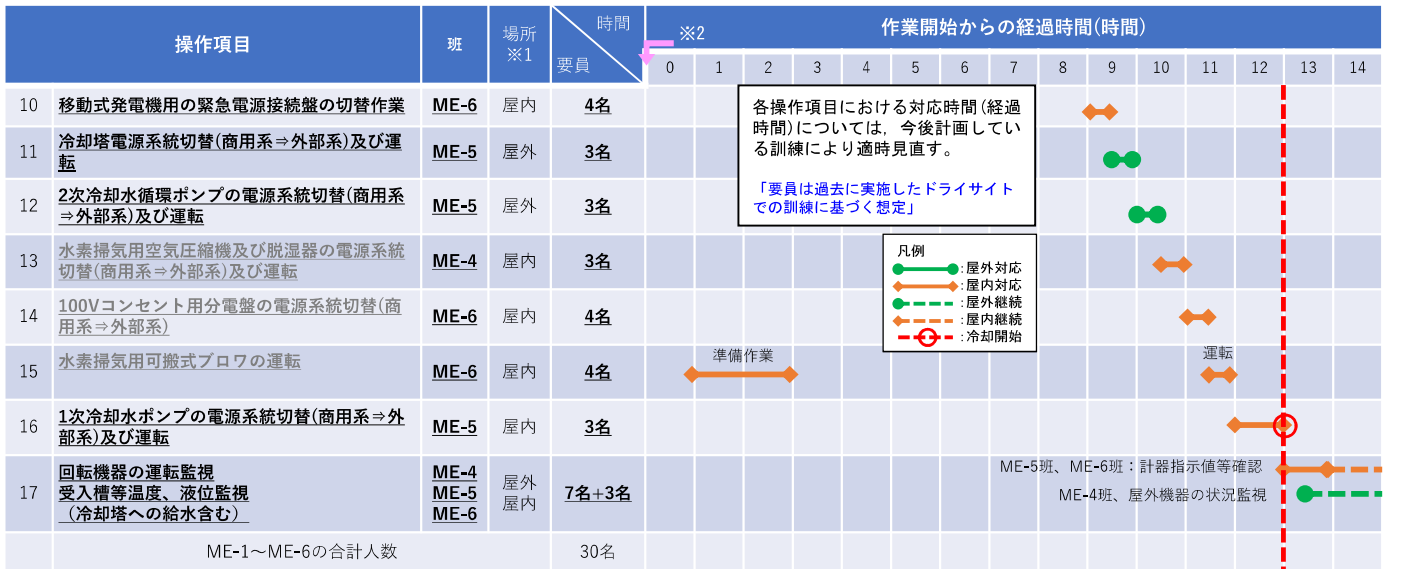 操作項目
班
場所
※1
時間
要員
※2
作業開始からの経過時間(時間)
0 1 2 3 4 5 6 7 8 9 10 11 12 13 14
10 移動式発電機用の緊急電源接続盤の切替作業 ME-6 屋内 4名
11 冷却塔電源系統切替(商用系⇒外部系)及び運
転 ME-5 屋外 3名
12 2次冷却水循環ポンプの電源系統切替(商用系
⇒外部系)及び運転 ME-5 屋外 3名
13 水素掃気用空気圧縮機及び脱湿器の電源系統
切替(商用系⇒外部系)及び運転 ME-4 屋内 3名
14 100Vコンセント用分電盤の電源系統切替(商
用系⇒外部系) ME-6 屋内 4名
15 水素掃気用可搬式ブロワの運転 ME-6 屋内 4名
準備作業
運転
16 1次冷却水ポンプの電源系統切替(商用系⇒外
部系)及び運転 ME-5 屋内 3名
17 回転機器の運転監視
受入槽等温度、液位監視
（冷却塔への給水含む）
ME-4
ME-5
ME-6
屋外
屋内
7名+3名
ME-5班、ME-6班：計器指示値等確認
ME-4班、屋外機器の状況監視
ME-1～ME-6の合計人数 30名
各操作項目における対応時間(経過
時間)については，今後計画してい
る訓練により適時見直す。
「要員は過去に実施したドライサイト
での訓練に基づく想定」
凡例
:屋外対応
:屋内対応
:屋外継続
:屋内継続
:冷却開始